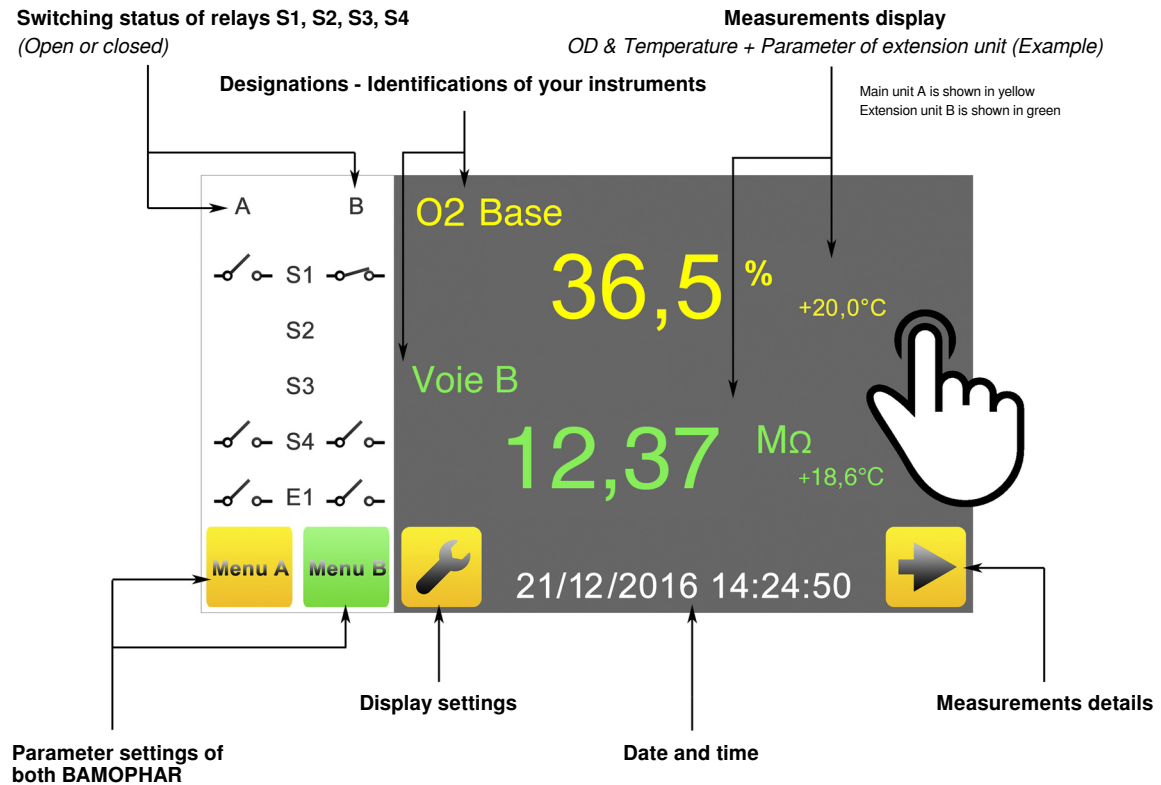 Switching status of relays S1, S2, S3, S4
(Open or closed)
Measurements display
OD & Temperature + Parameter of extension unit (Example)
Designations - Identifications of your instruments
Main unit A is shown in yellow
Extension unit B is shown in green
A B
O2 Base
36,5 %
+20,0°C
S1
S2
S3
S4
E1
Voie B
12,37 MΩ
+18,6°C
Menu A
Menu B
21/12/2016 14:24:50
Display settings
Measurements details
Parameter settings of
both BAMOPHAR
Date and time